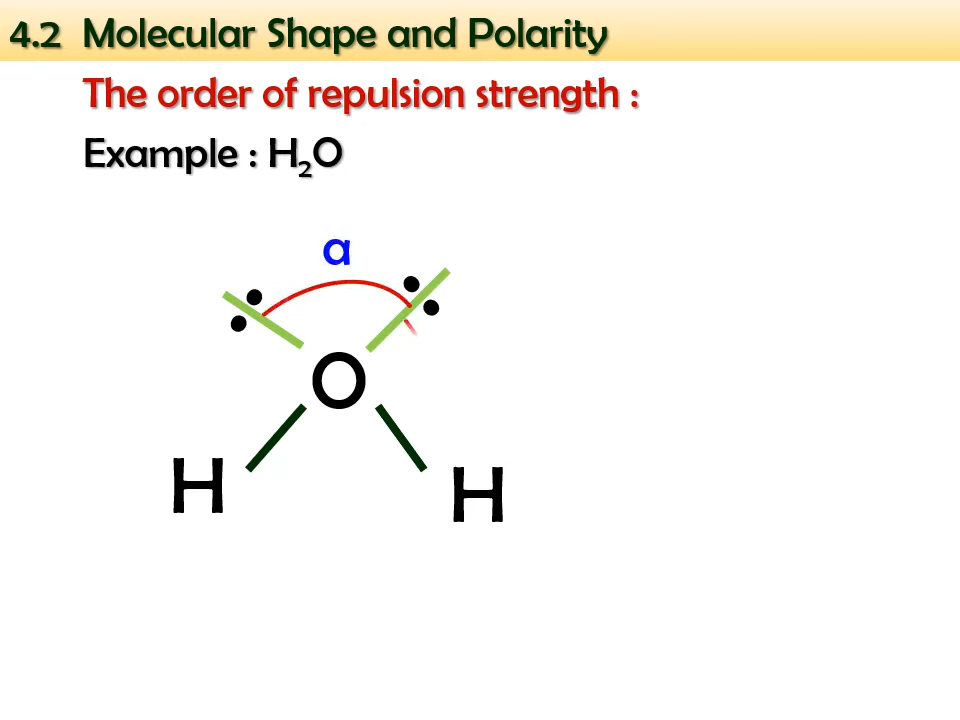 4.2 Molecular Shape and Polarity
The order of repulsion strength :
Example : H₂O
a
O
H
H